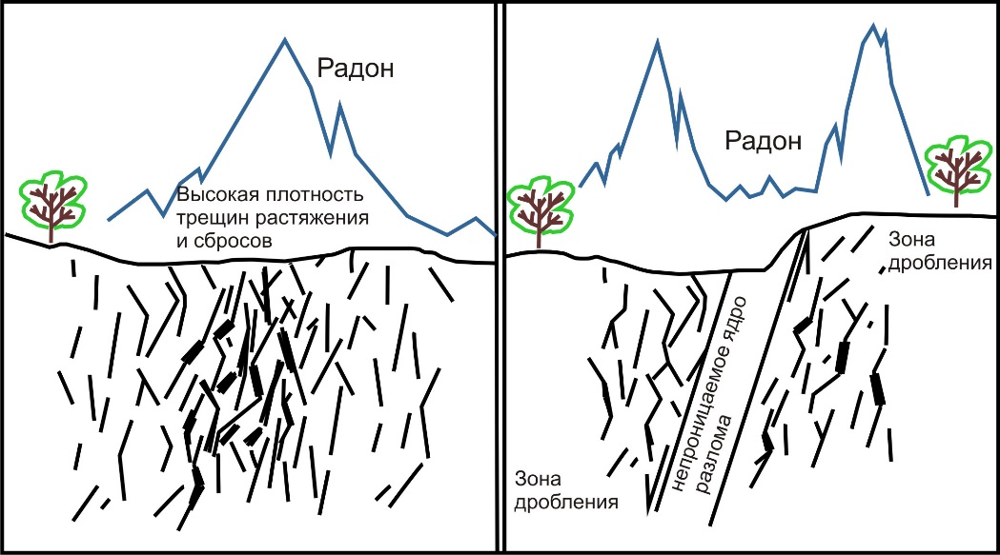 Радон
Высокая плотность
трещин растяжения
и сбросов
Радон
Зона
дробления
непроницаемое ядро
разлома
Зона
дробления